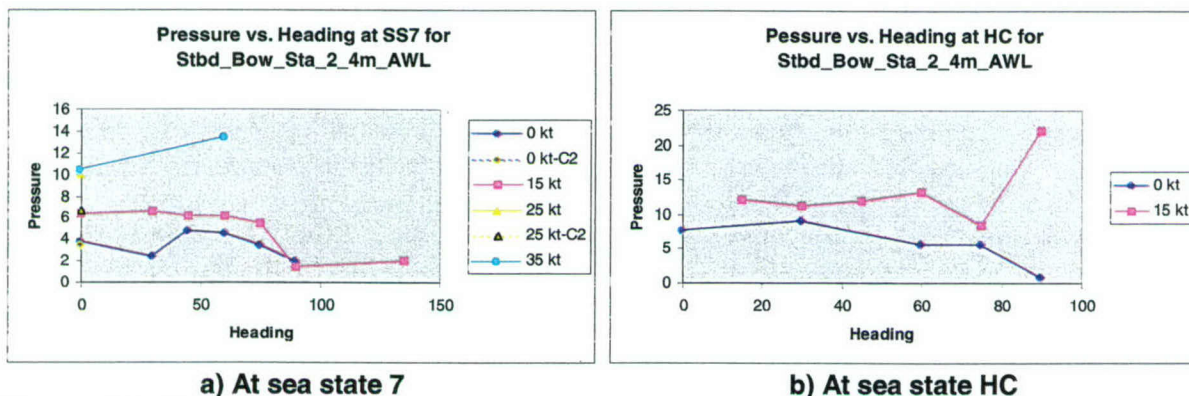 Pressure vs. Heading at SS7 for
Stbd_Bow_Sta_2_4m_AWL
Pressure
16
14
12
10
8
6
4
2
0
0
50
100
150
Heading
0 kt
0 kt-C2
15 kt
25 kt
25 kt-C2
35 kt
a) At sea state 7
Pessure vs. Heading at HC for
Stbd_Bow_Sta_2_4m_AWL
Pressure
25
20
15
10
5
0
0
20
40
60
80
100
Heading
0 kt
15 kt
b) At sea state HC